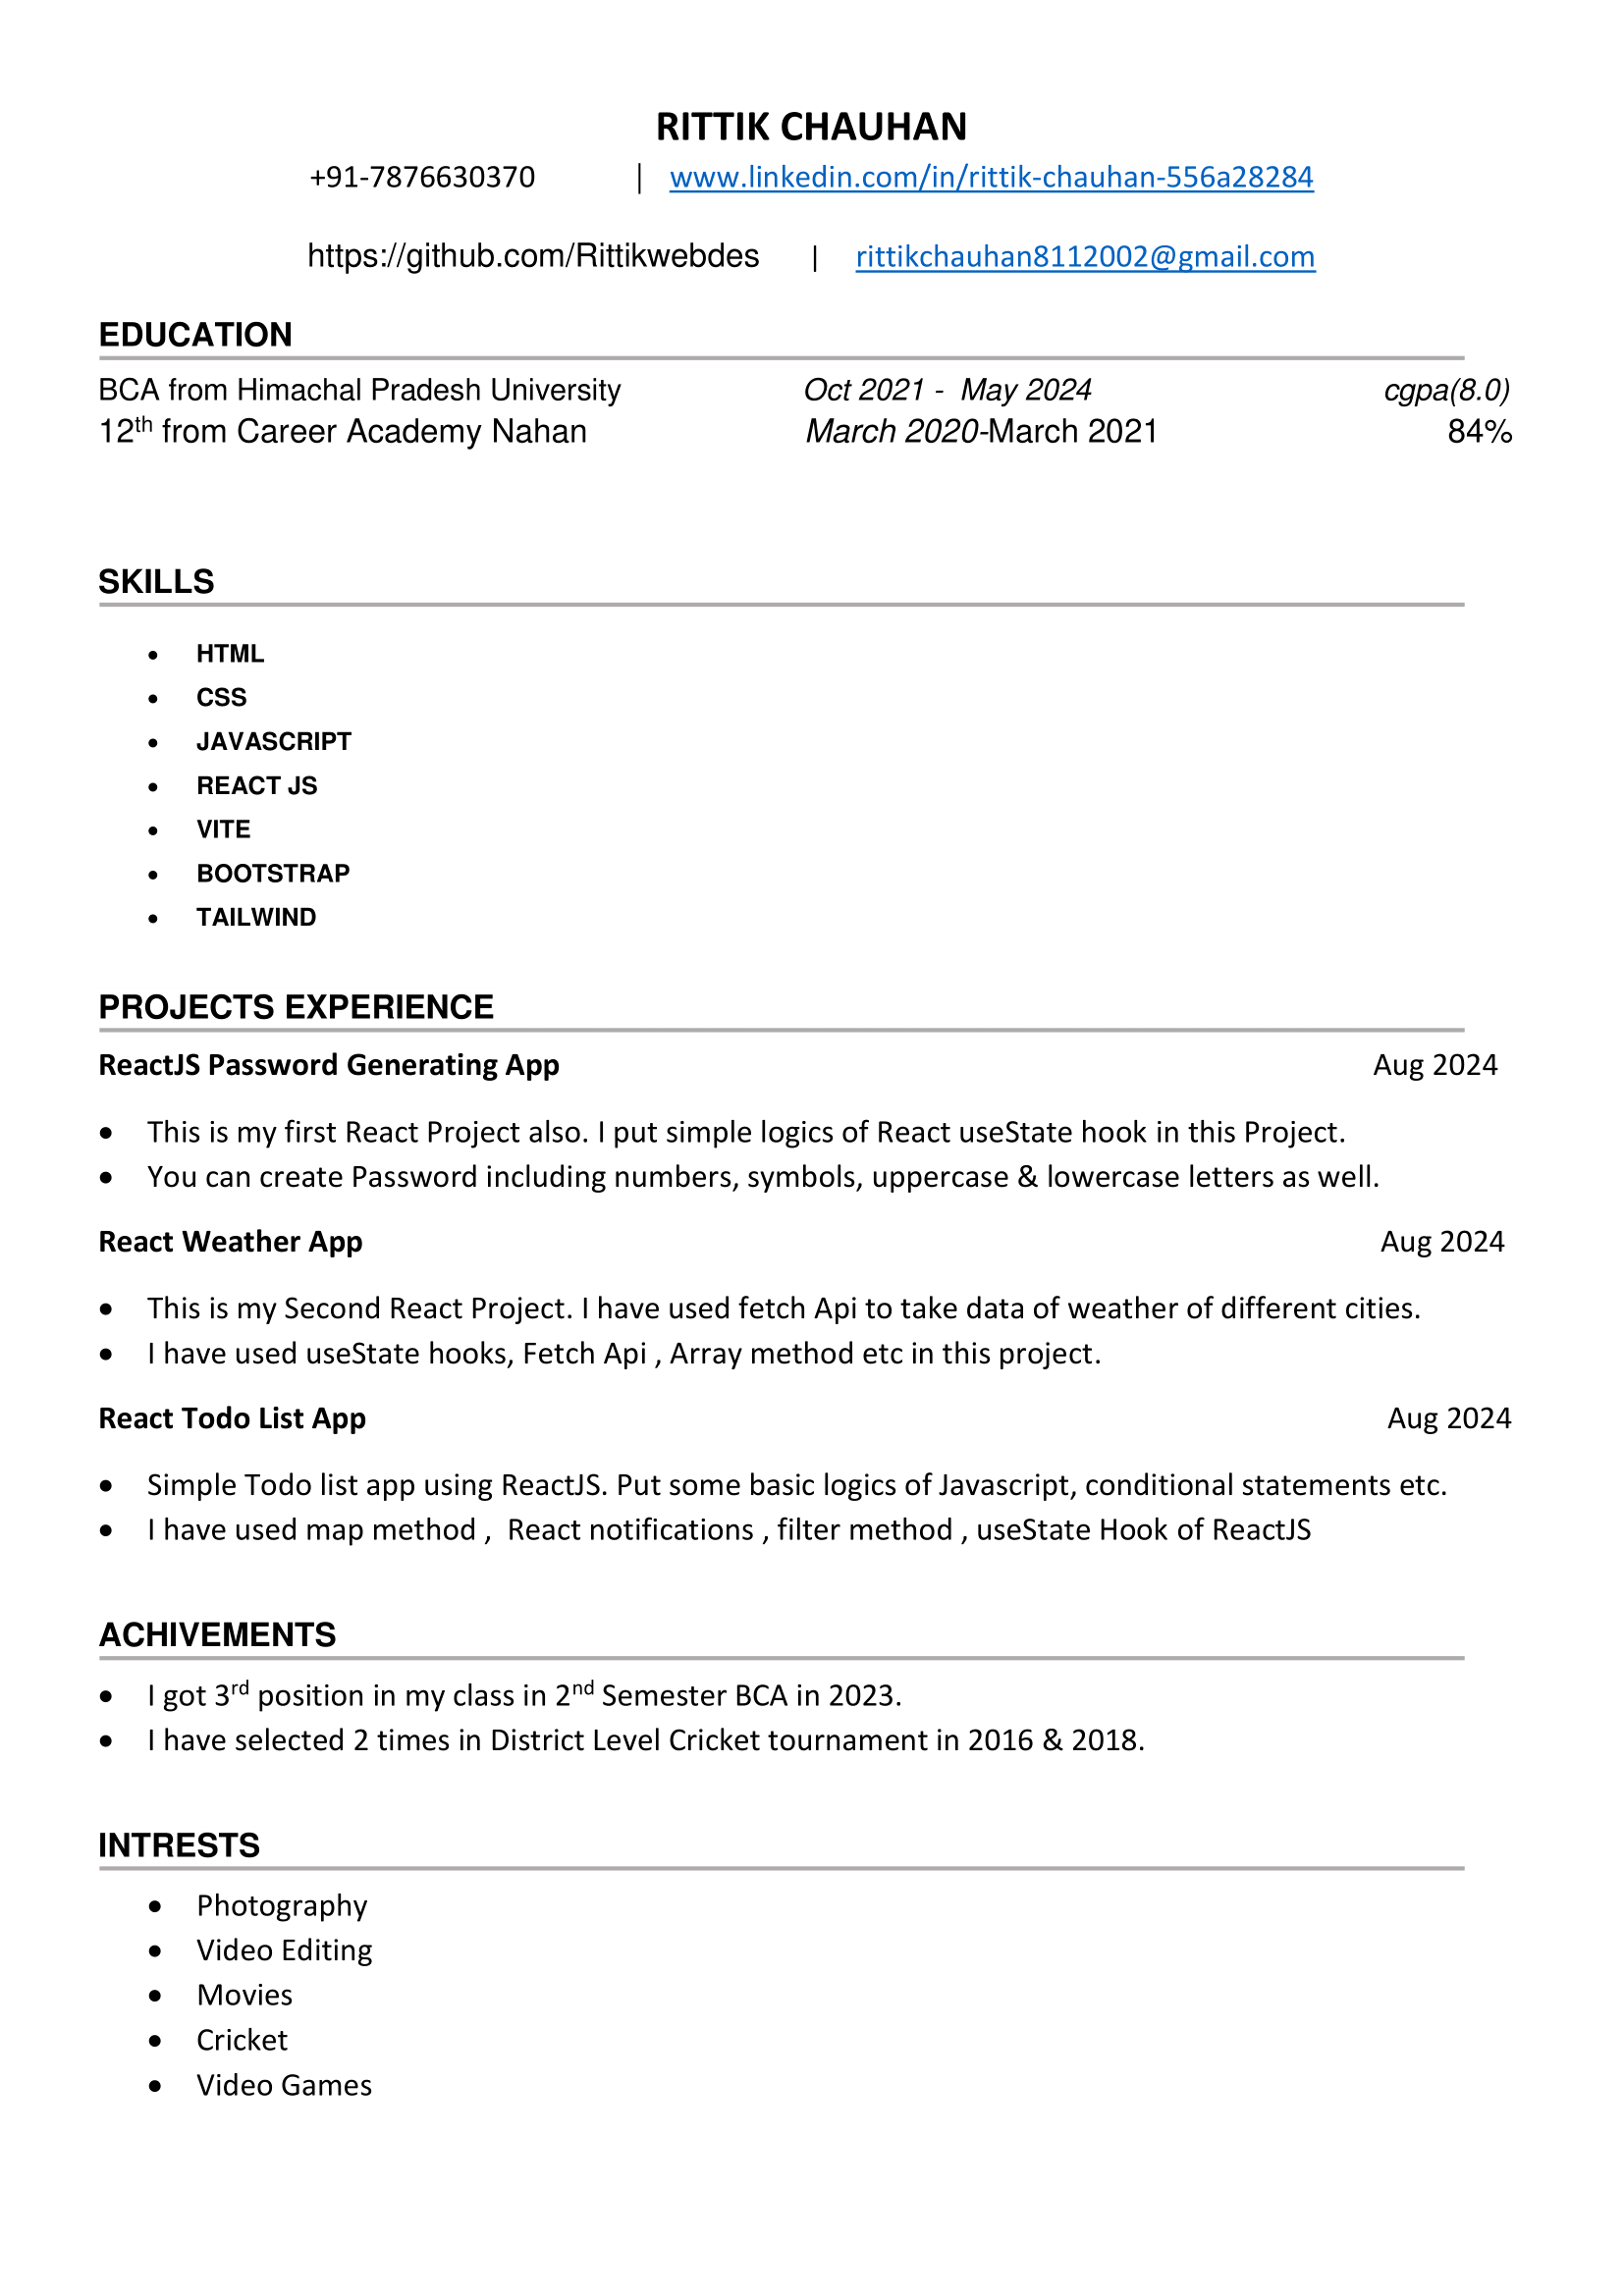 RITTIK CHAUHAN
+91-7876630370 | www.linkedin.com/in/rittik-chauhan-556a28284
https://github.com/Rittikwebdes | rittikchauhan8112002@gmail.com
EDUCATION
BCA from Himachal Pradesh University Oct 2021 - May 2024 cgpa(8.0)
12th from Career Academy Nahan March 2020-March 2021 84%
SKILLS
• HTML
• CSS
• JAVASCRIPT
• REACT JS
• VITE
• BOOTSTRAP
• TAILWIND
PROJECTS EXPERIENCE
ReactJS Password Generating App Aug 2024
• This is my first React Project also. I put simple logics of React useState hook in this Project.
• You can create Password including numbers, symbols, uppercase & lowercase letters as well.
React Weather App Aug 2024
• This is my Second React Project. I have used fetch Api to take data of weather of different cities.
• I have used useState hooks, Fetch Api , Array method etc in this project.
React Todo List App Aug 2024
• Simple Todo list app using ReactJS. Put some basic logics of Javascript, conditional statements etc.
• I have used map method , React notifications , filter method , useState Hook of ReactJS
ACHIVEMENTS
• I got 3rd position in my class in 2nd Semester BCA in 2023.
• I have selected 2 times in District Level Cricket tournament in 2016 & 2018.
INTRESTS
• Photography
• Video Editing
• Movies
• Cricket
• Video Games